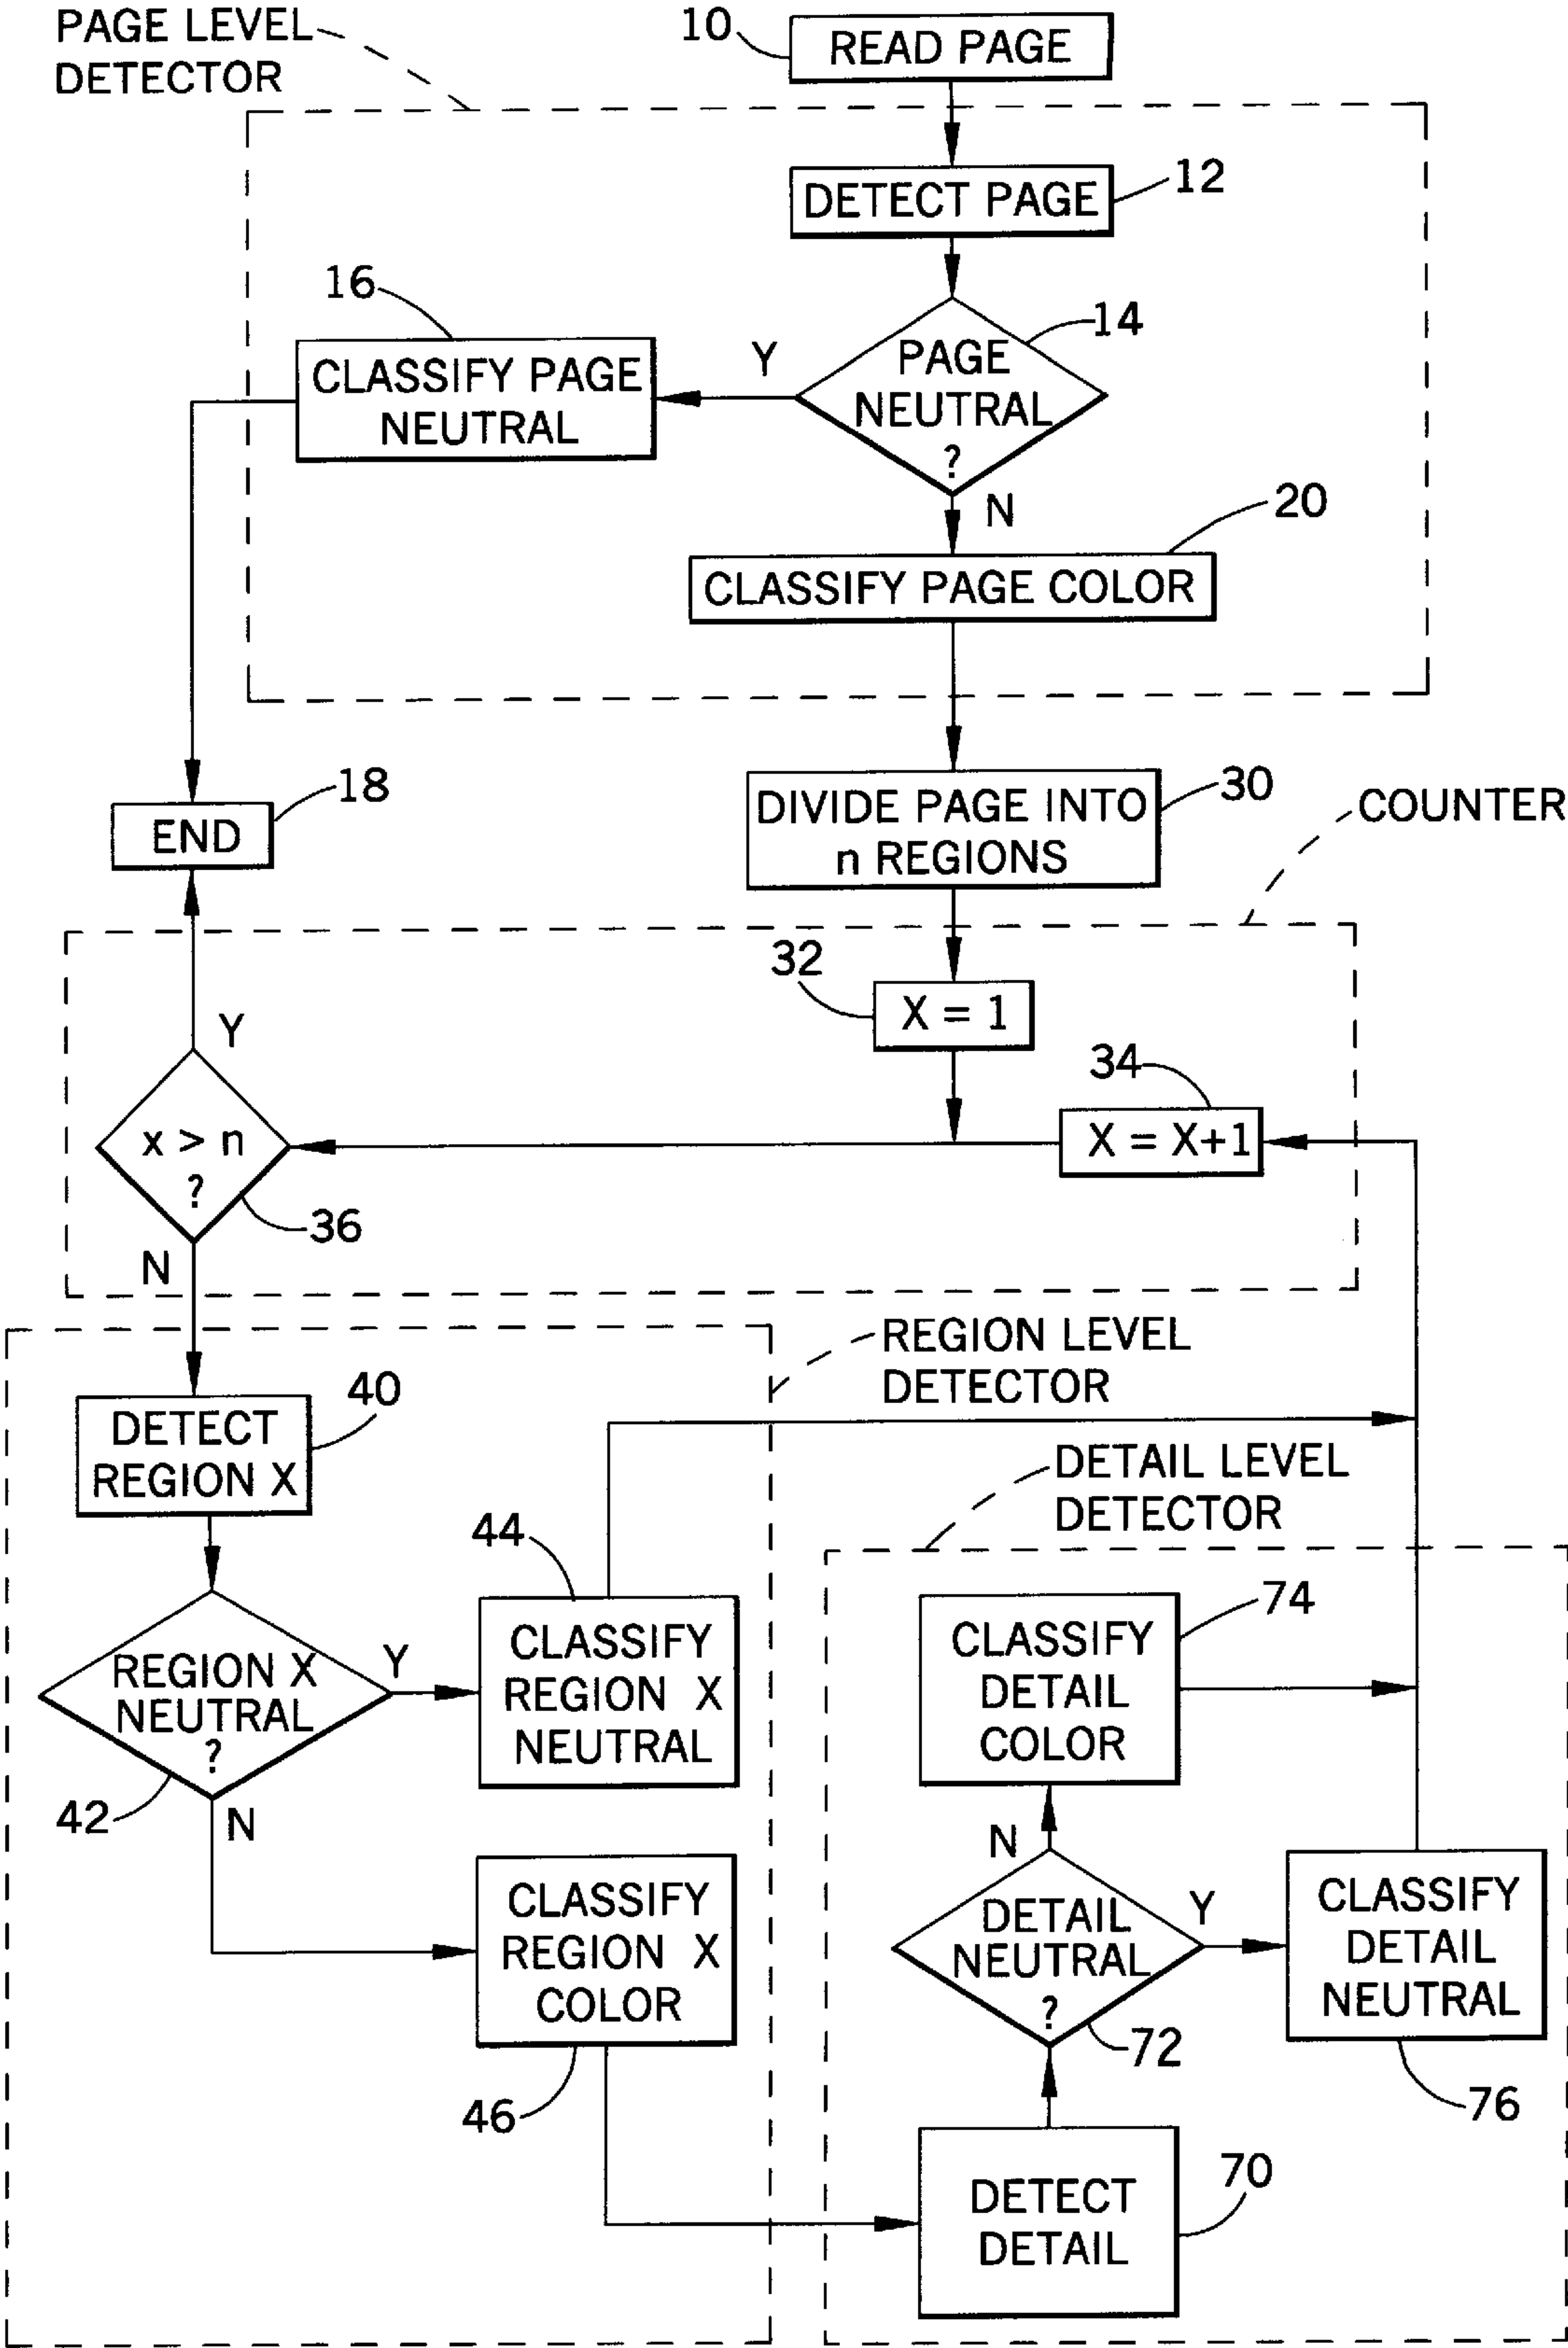 PAGE LEVEL
DETECTOR
10
READ PAGE
DETECT PAGE
12
16
14
CLASSIFY PAGE
NEUTRAL
Y
PAGE
NEUTRAL
?
N
20
CLASSIFY PAGE COLOR
18
END
DIVIDE PAGE INTO
n REGIONS
30
COUNTER
32
X = 1
Y
34
X = X+1
x > n
?
36
N
REGION LEVEL
DETECTOR
40
DETECT
REGION X
DETAIL LEVEL
DETECTOR
44
CLASSIFY
REGION X
NEUTRAL
REGION X
NEUTRAL
?
Y
42
N
74
CLASSIFY
DETAIL
COLOR
CLASSIFY
REGION X
COLOR
46
N
DETAIL
NEUTRAL
?
Y
72
CLASSIFY
DETAIL
NEUTRAL
76
DETECT
DETAIL
70